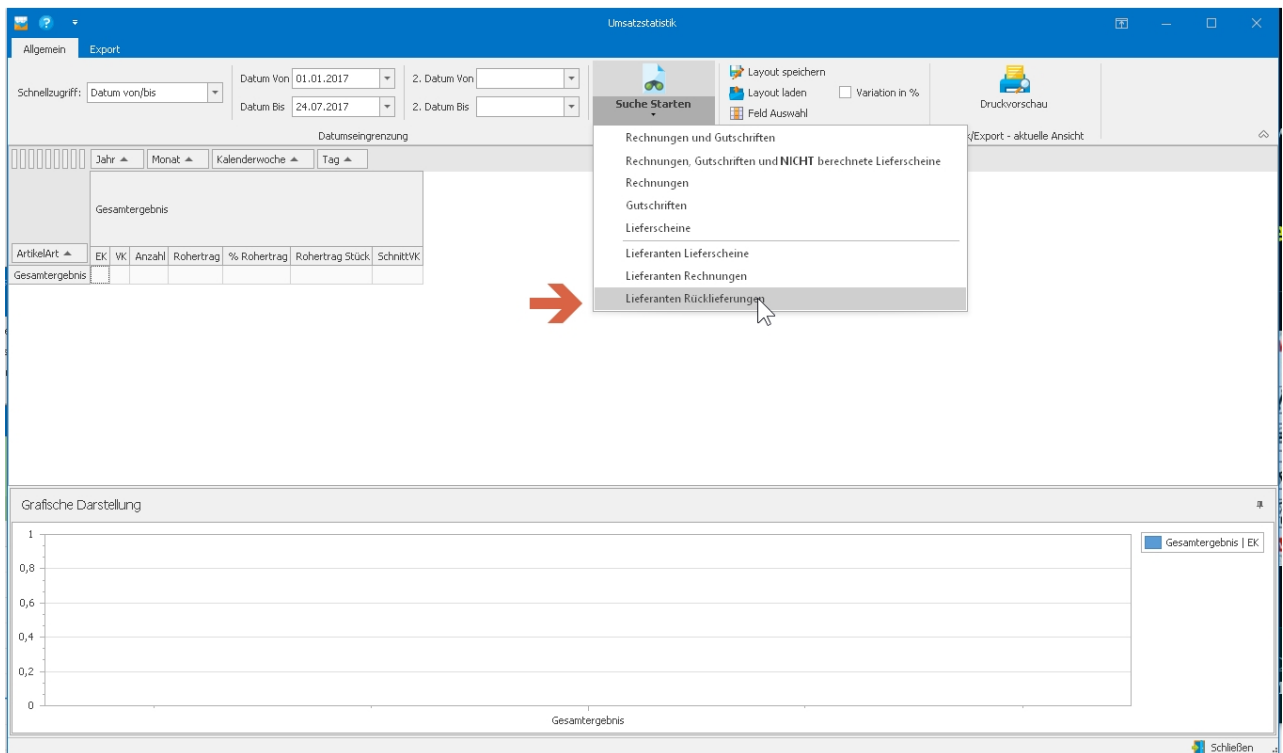 Umsatzstatistik
Allgemein Export
Schnellzugriff: Datum von/bis
Datum Von 01.01.2017 2. Datum Von
Datum Bis 24.07.2017 2. Datum Bis
Datumseingrenzung
Suche Starten
Layout speichern
Layout laden Variation in %
Feld Auswahl
Druckvorschau
k/Export - aktuelle Ansicht
Rechnungen und Gutschriften
Rechnungen, Gutschriften und NICHT berechnete Lieferscheine
Rechnungen
Gutschriften
Lieferscheine
Lieferanten Lieferscheine
Lieferanten Rechnungen
Lieferanten Rücklieferungen
Jahr Monat Kalenderwoche Tag
Gesamtergebnis
ArtikelArt EK VK Anzahl Rohertrag % Rohertrag Rohertrag Stück SchnittVK
Gesamtergebnis
Grafische Darstellung
1
0,8
0,6
0,4
0,2
0
Gesamtergebnis
Gesamtergebnis | EK
Schließen